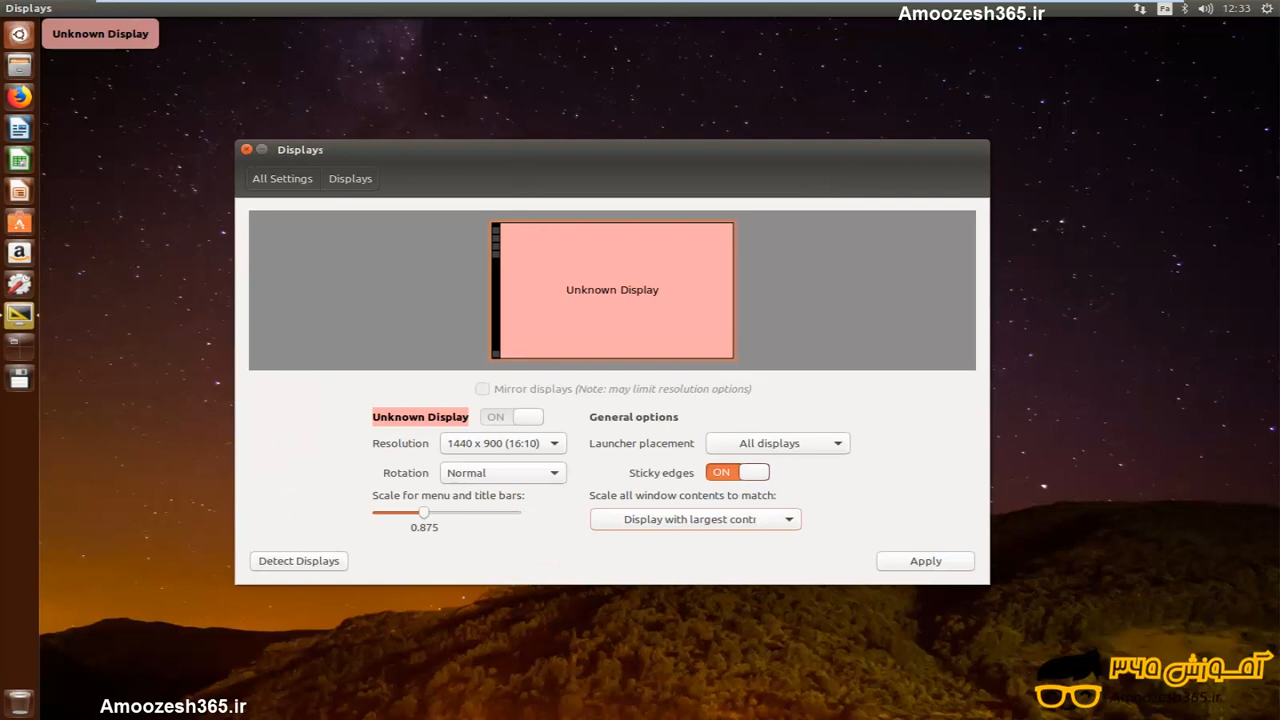 Displays
Amoozesh365.ir
Fa
12:33
Unknown Display
Displays
All Settings
Displays
Unknown Display
Mirror displays (Note: may limit resolution options)
Unknown Display
ON
General options
Resolution
1440 x 900 (16:10)
Launcher placement
All displays
Rotation
Normal
Sticky edges
ON
Scale for menu and title bars:
Scale all window contents to match:
0.875
Display with largest contr
Detect Displays
Apply
آموزش ۳۶۵
Amoozesh365.ir
Amoozesh365.ir